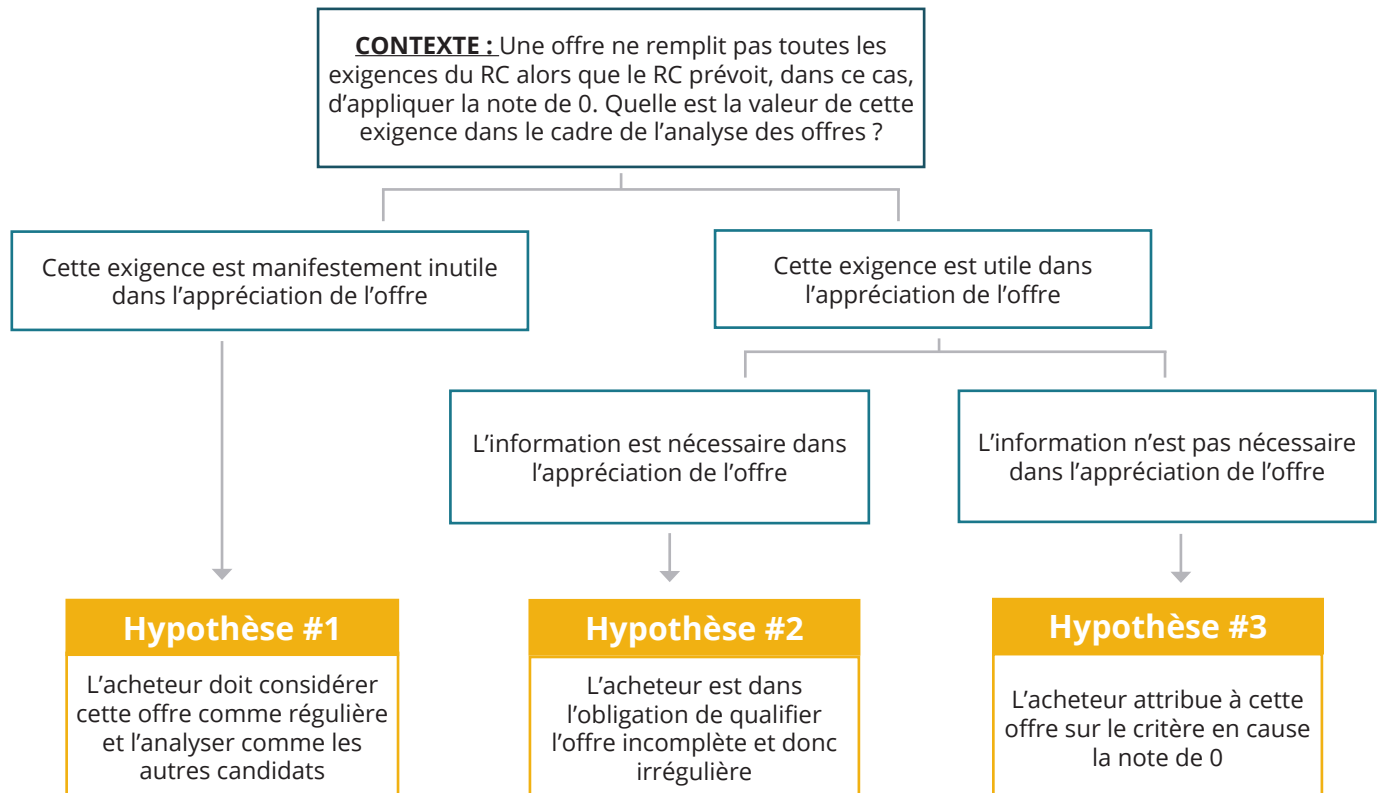 CONTEXTE : Une offre ne remplit pas toutes les
exigences du RC alors que le RC prévoit, dans ce cas,
d’appliquer la note de 0. Quelle est la valeur de cette
exigence dans le cadre de l’analyse des offres ?
Cette exigence est manifestement inutile
dans l’appréciation de l’offre
Cette exigence est utile dans
l’appréciation de l’offre
L’information est nécessaire dans
l’appréciation de l’offre
L’information n’est pas nécessaire
dans l’appréciation de l’offre
Hypothèse #1
L’acheteur doit considérer
cette offre comme régulière
et l’analyser comme les
autres candidats
Hypothèse #2
L’acheteur est dans
l’obligation de qualifier
l’offre incomplète et donc
irrégulière
Hypothèse #3
L’acheteur attribue à cette
offre sur le critère en cause
la note de 0